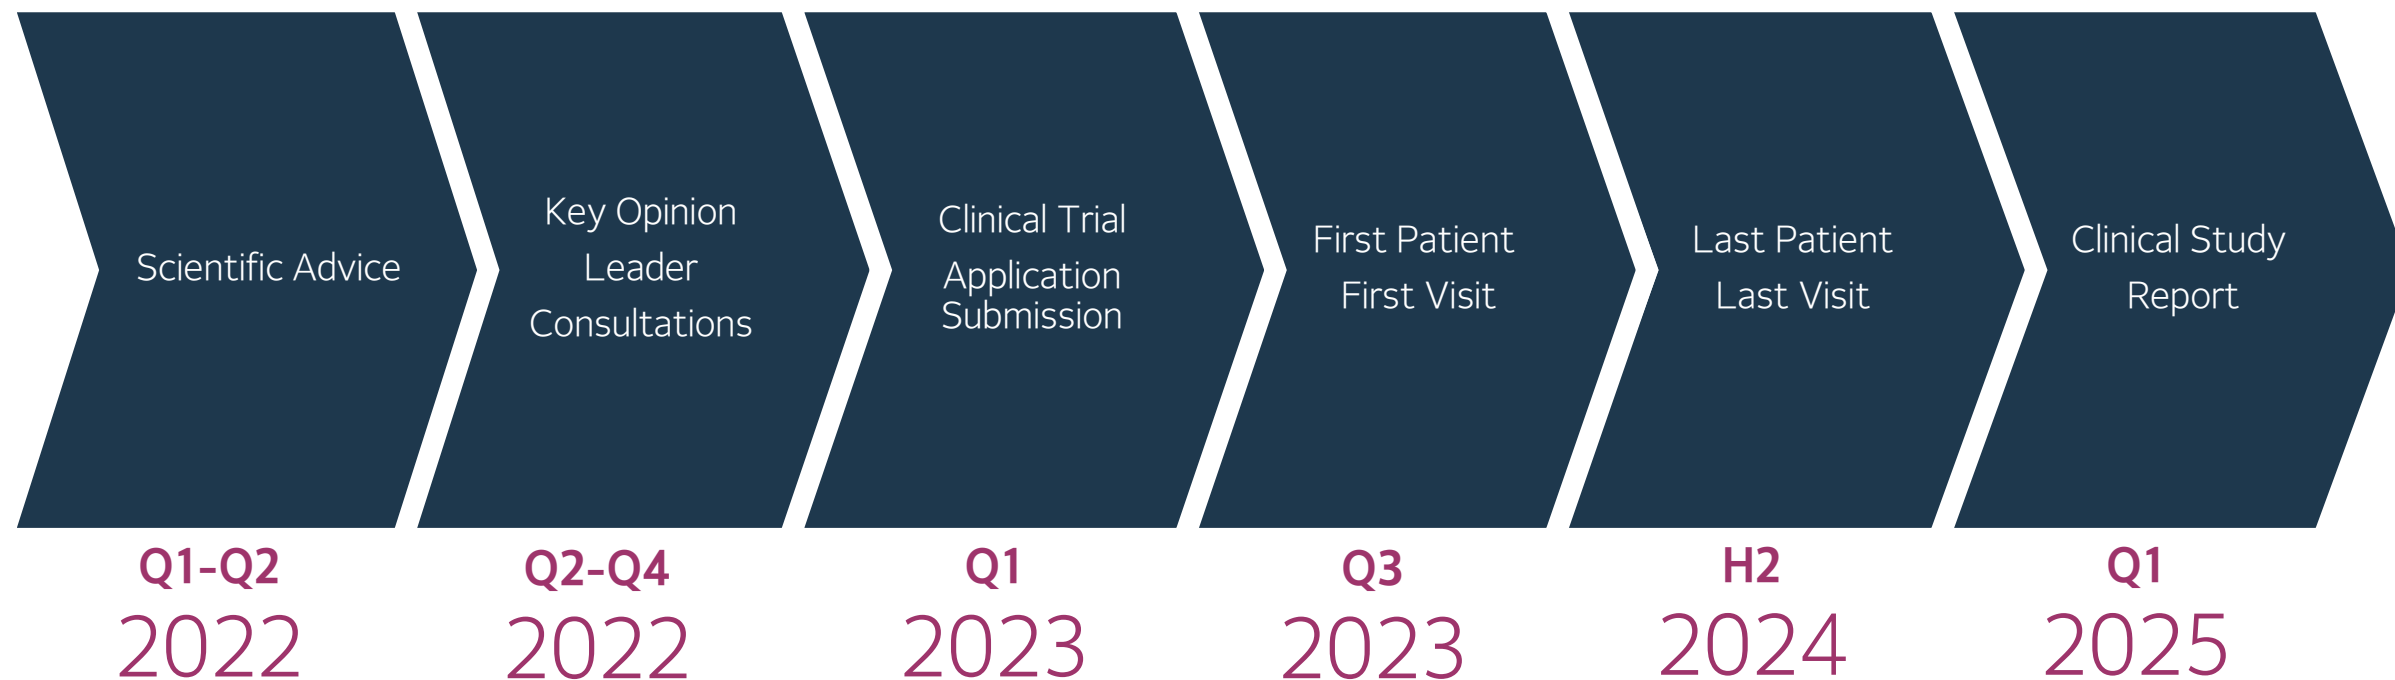 Scientific Advice
Key Opinion
Leader
Consultations
Clinical Trial
Application
Submission
First Patient
First Visit
Last Patient
Last Visit
Clinical Study
Report
Q1-Q2
2022
Q2-Q4
2022
Q1
2023
Q3
2023
H2
2024
Q1
2025